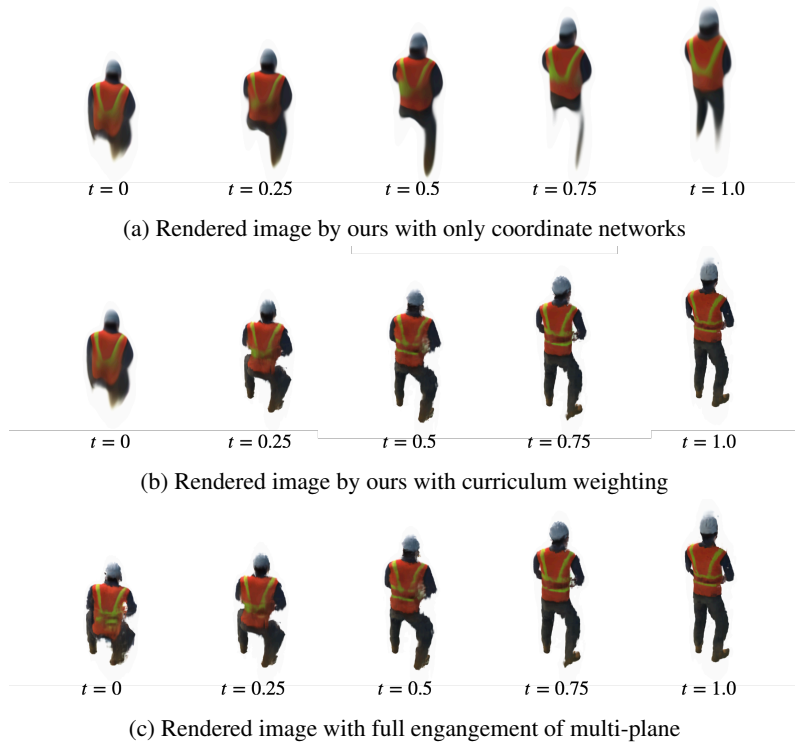 t = 0 t = 0.25 t = 0.5 t = 0.75 t = 1.0
(a) Rendered image by ours with only coordinate networks
t = 0 t = 0.25 t = 0.5 t = 0.75 t = 1.0
(b) Rendered image by ours with curriculum weighting
t = 0 t = 0.25 t = 0.5 t = 0.75 t = 1.0
(c) Rendered image with full engangement of multi-plane